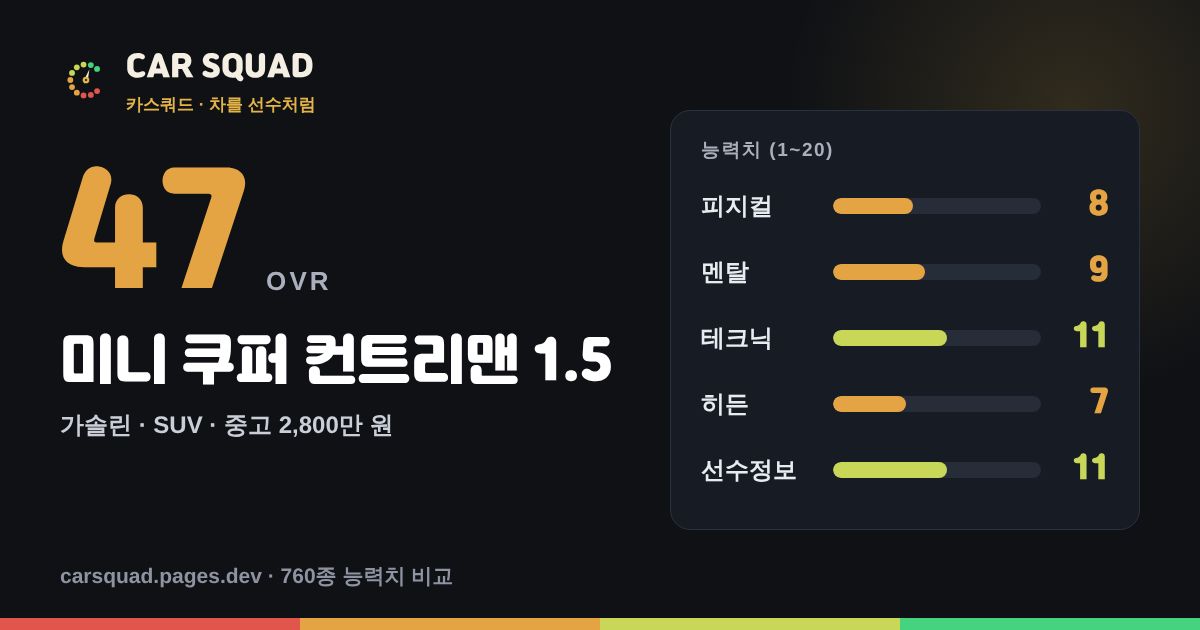 CAR SQUAD
카스쿼드 · 차를 선수처럼
47 OVR
미니 쿠퍼 컨트리맨 1.5
가솔린 · SUV · 중고 2,800만 원
carsquad.pages.dev · 760종 능력치 비교
능력치 (1~20)
피지컬 8
멘탈 9
테크닉 11
히든 7
선수정보 11